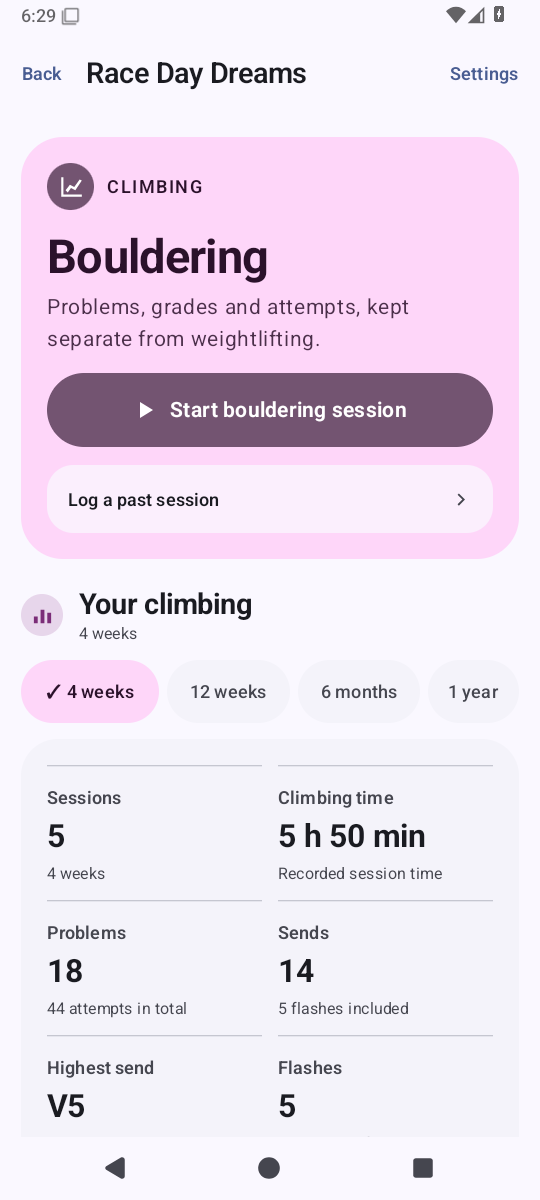 6:29
Back
Race Day Dreams
Settings
CLIMBING
Bouldering
Problems, grades and attempts, kept
separate from weightlifting.
Start bouldering session
Log a past session
Your climbing
4 weeks
✓ 4 weeks
12 weeks
6 months
1 year
Sessions
5
4 weeks
Climbing time
5 h 50 min
Recorded session time
Problems
18
44 attempts in total
Sends
14
5 flashes included
Highest send
V5
Flashes
5